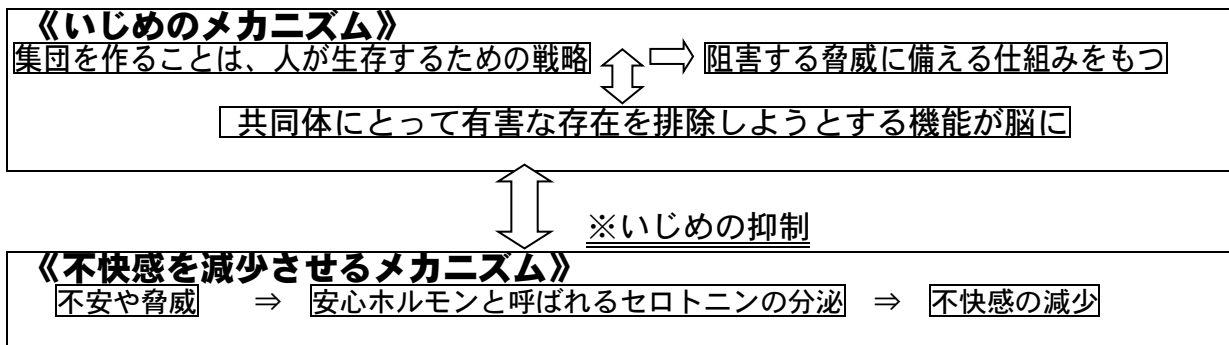 《いじめのメカニズム》
集団を作ることは、人が生存するための戦略 阻害する脅威に備える仕組みをもつ
共同体にとって有害な存在を排除しようとする機能が脳に
※いじめの抑制
《不快感を減少させるメカニズム》
不安や脅威 ⇒ 安心ホルモンと呼ばれるセロトニンの分泌 ⇒ 不快感の減少